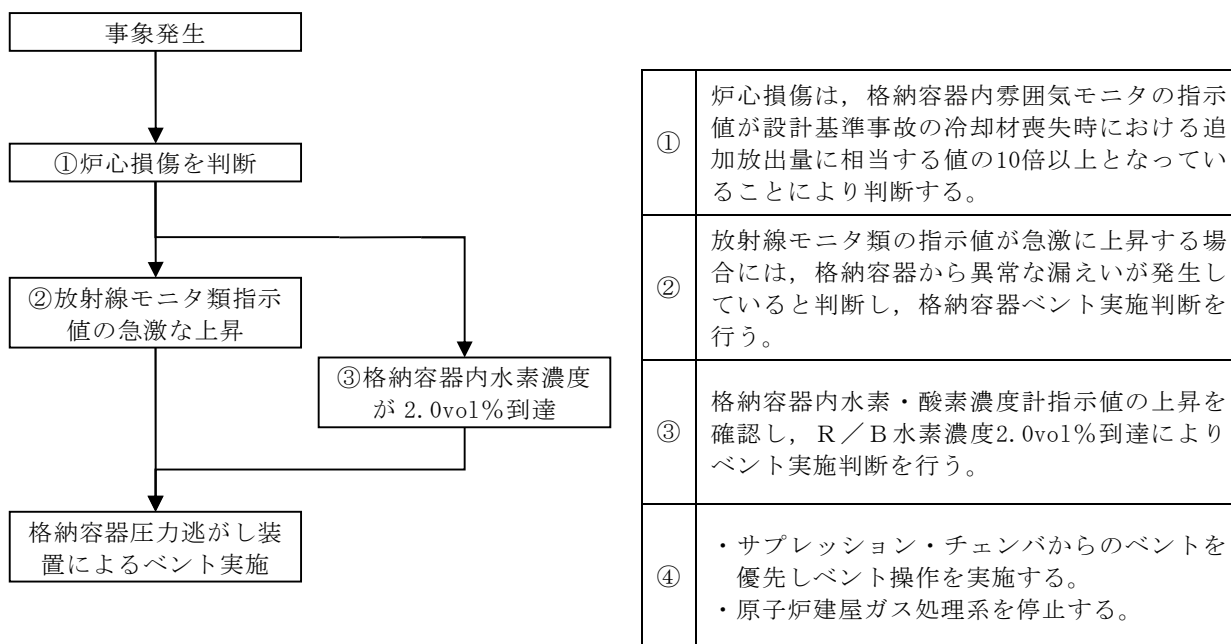 事象発生
①炉心損傷を判断
②放射線モニタ類指示
値の急激な上昇
③格納容器内水素濃度
が 2.0vol％到達
格納容器圧力逃がし装
置によるベント実施
①
炉心損傷は，格納容器内雰囲気モニタの指示
値が設計基準事故の冷却材喪失時における追
加放出量に相当する値の10倍以上となってい
ることにより判断する。
②
放射線モニタ類の指示値が急激に上昇する場
合には，格納容器から異常な漏えいが発生し
ていると判断し，格納容器ベント実施判断を
行う。
③
格納容器内水素・酸素濃度計指示値の上昇を
確認し，Ｒ／Ｂ水素濃度2.0vol％到達により
ベント実施判断を行う。
④
・サプレッション・チェンバからのベントを
優先しベント操作を実施する。
・原子炉建屋ガス処理系を停止する。